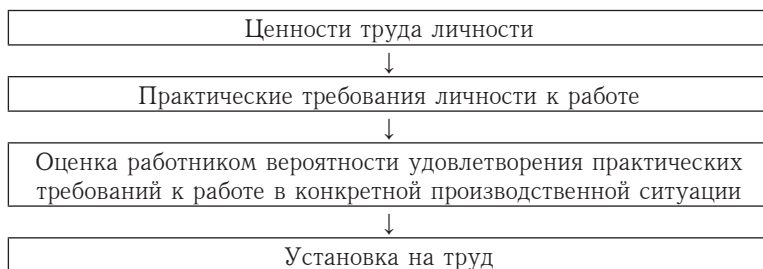 Ценности труда личности
↓
Практические требования личности к работе
↓
Оценка работником вероятности удовлетворения практических
требований к работе в конкретной производственной ситуации
↓
Установка на труд